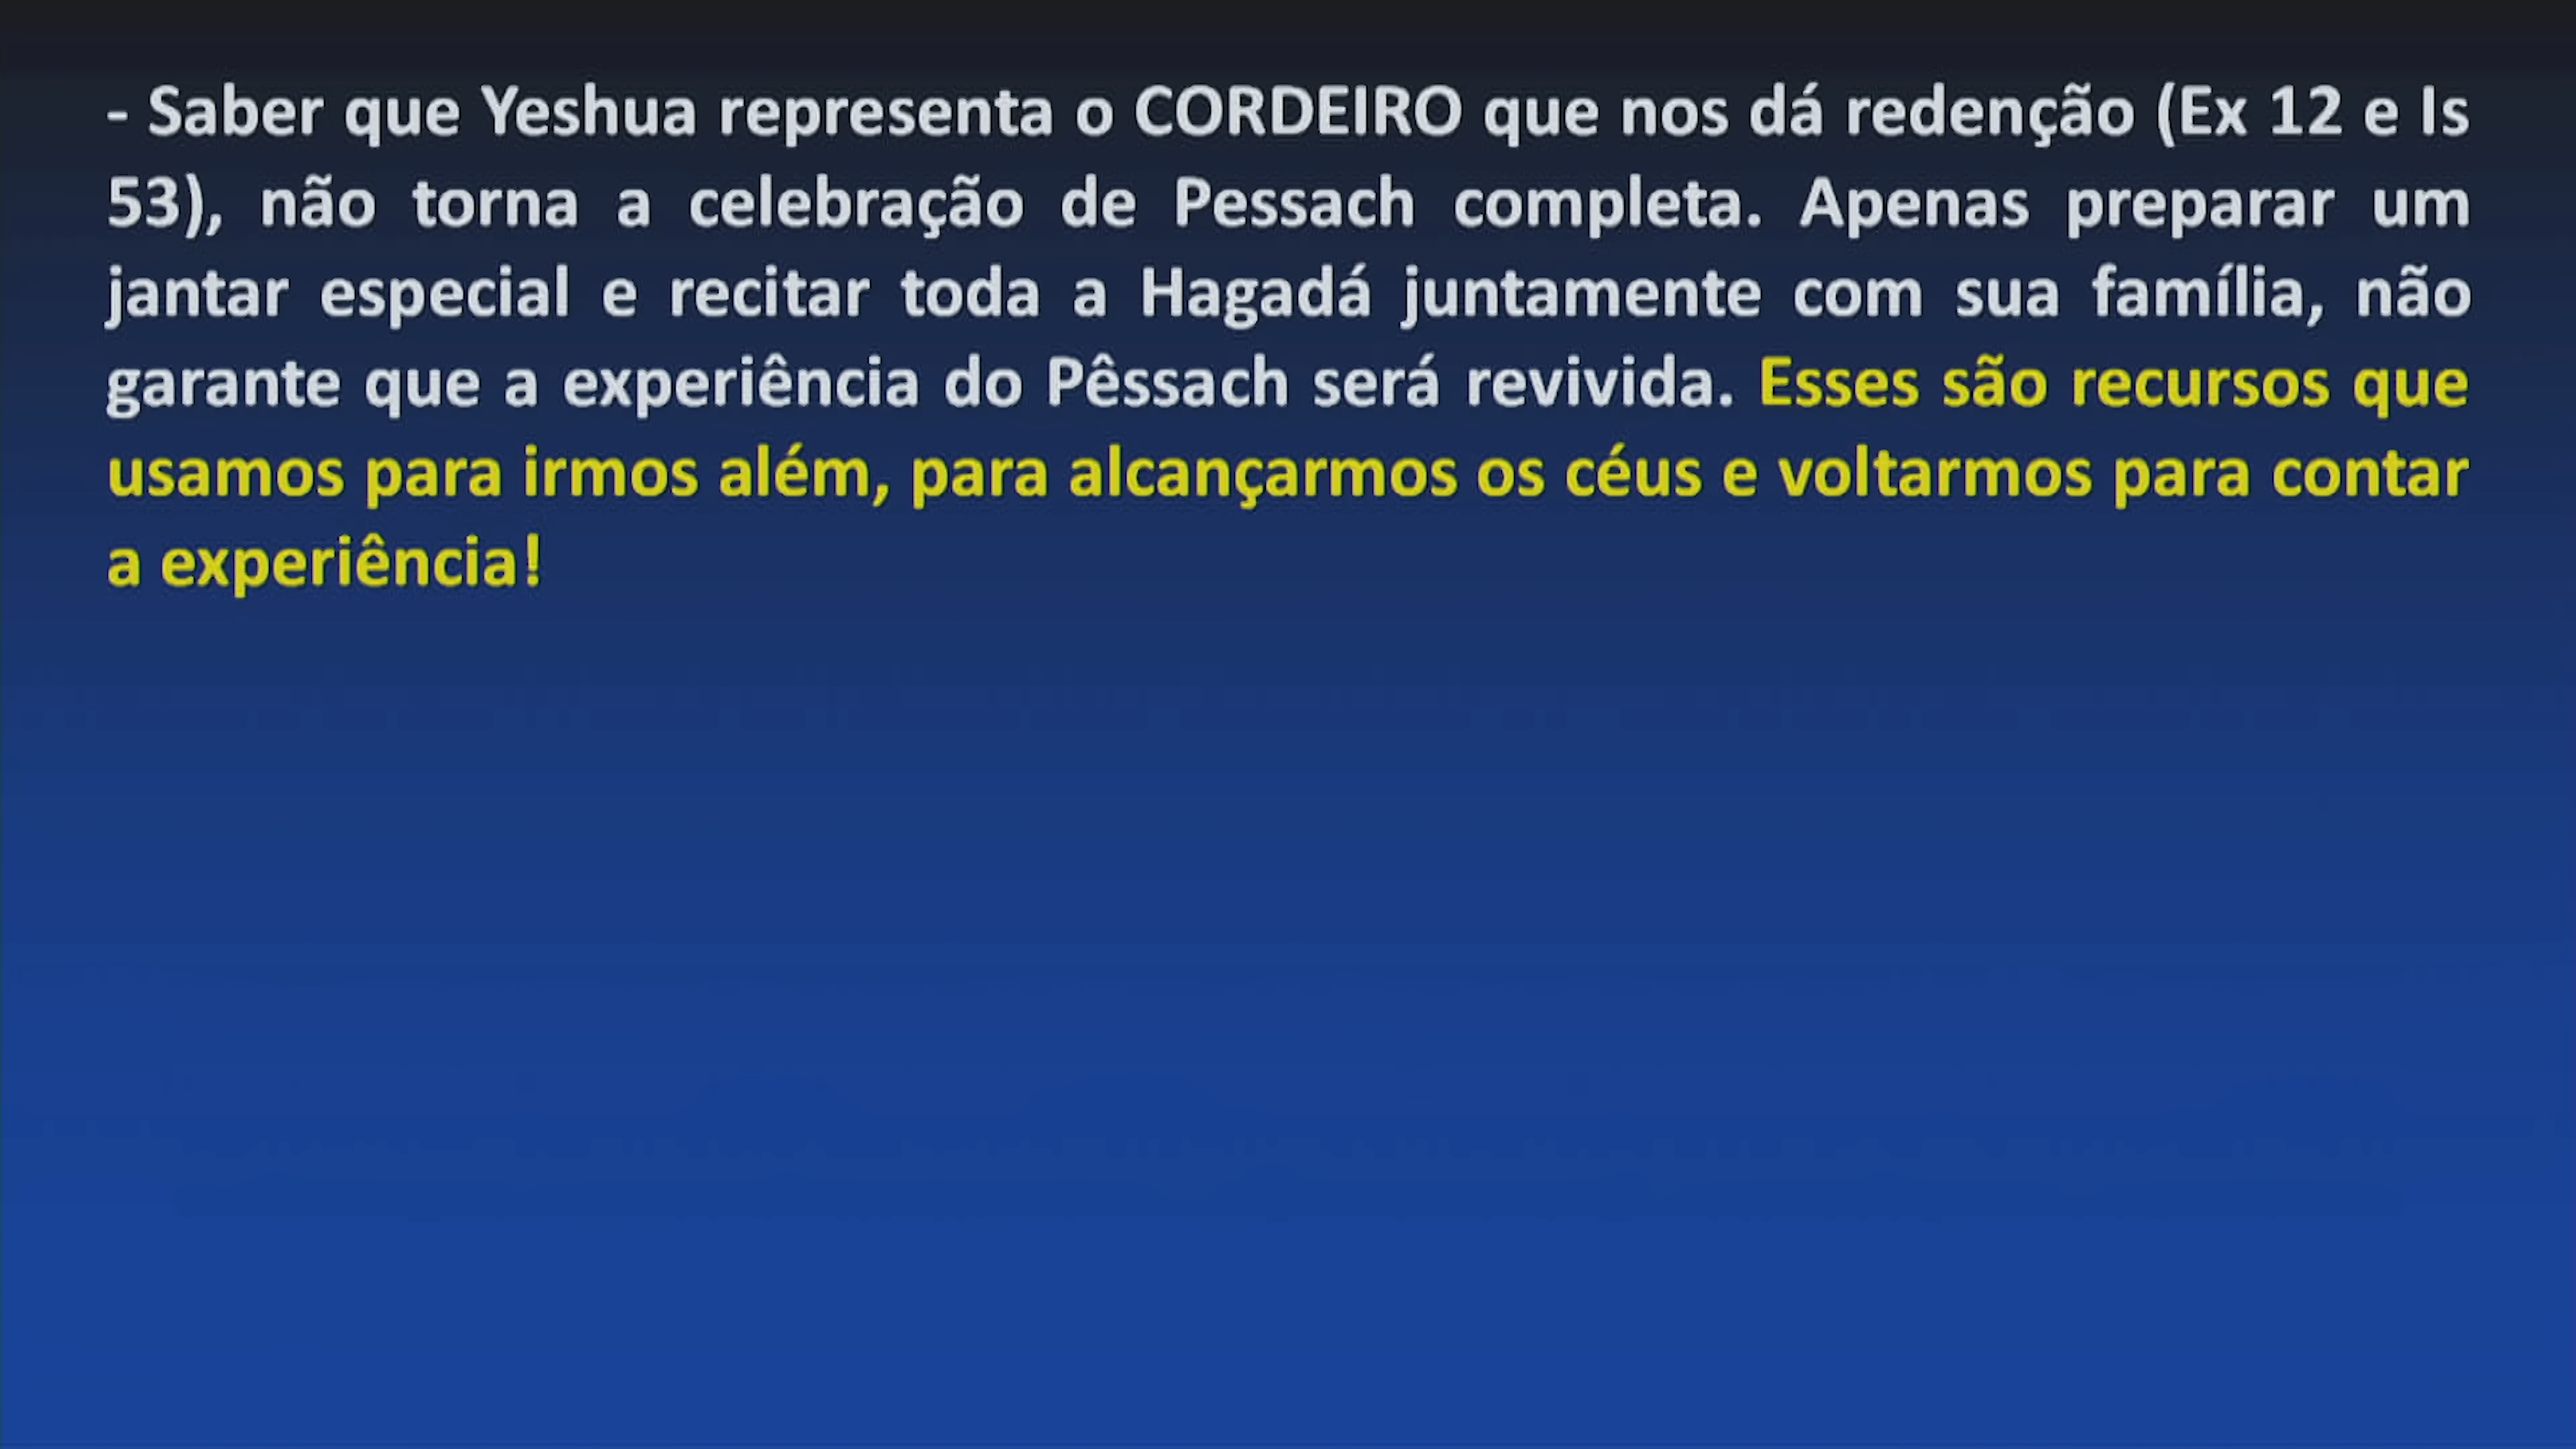 - Saber que Yeshua representa o CORDEIRO que nos dá redenção (Ex 12 e Is
53), não torna a celebração de Pessach completa. Apenas preparar um
jantar especial e recitar toda a Hagadá juntamente com sua família, não
garante que a experiência do Pêssach será revivida. Esses são recursos que
usamos para irmos além, para alcançarmos os céus e voltarmos para contar
a experiência!